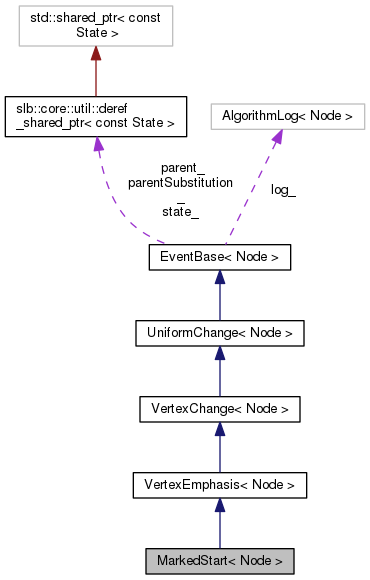 std::shared_ptr< const
State >
slb::core::util::deref
_shared_ptr< const State >
AlgorithmLog< Node >
parent_
parentSubstitution
_
state_
log_
EventBase< Node >
UniformChange< Node >
VertexChange< Node >
VertexEmphasis< Node >
MarkedStart< Node >